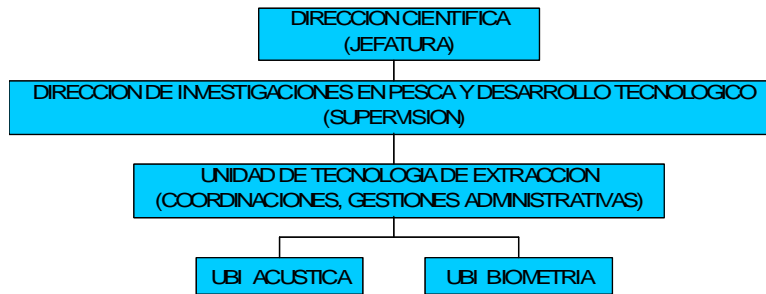 DIRECCION CIENTIFICA
(JEFATURA)
DIRECCION DE INVESTIGACIONES EN PESCA Y DESARROLLO TECNOLOGICO
(SUPERVISION)
UNIDAD DE TECNOLOGIA DE EXTRACCION
(COORDINACIONES, GESTIONES ADMINISTRATIVAS)
UBI ACUSTICA
UBI BIOMETRIA